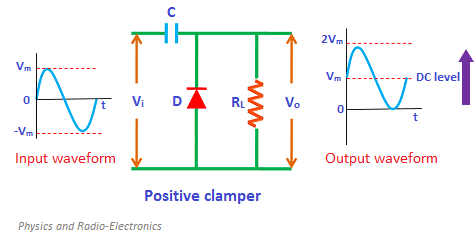 C
2Vm
Vm
0
-Vm
t
Vi
D
RL
Vo
Vm
DC level
0
t
Input waveform
Output waveform
Positive clamper
Physics and Radio-Electronics